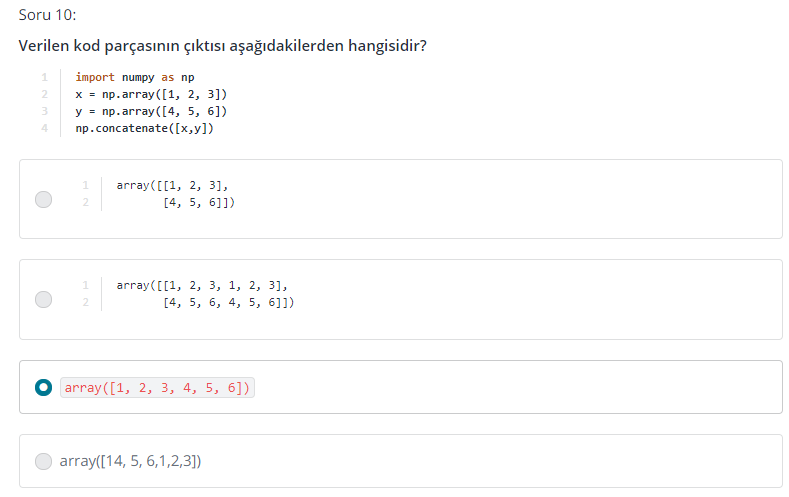 Soru 10:
Verilen kod parçasının çıktısı aşağıdakilerden hangisidir?
1 import numpy as np
2 x = np.array([1, 2, 3])
3 y = np.array([4, 5, 6])
4 np.concatenate([x,y])
1 array([[1, 2, 3],
2 [4, 5, 6]])
1 array([[1, 2, 3, 1, 2, 3],
2 [4, 5, 6, 4, 5, 6]])
array([1, 2, 3, 4, 5, 6])
array([14, 5, 6,1,2,3])